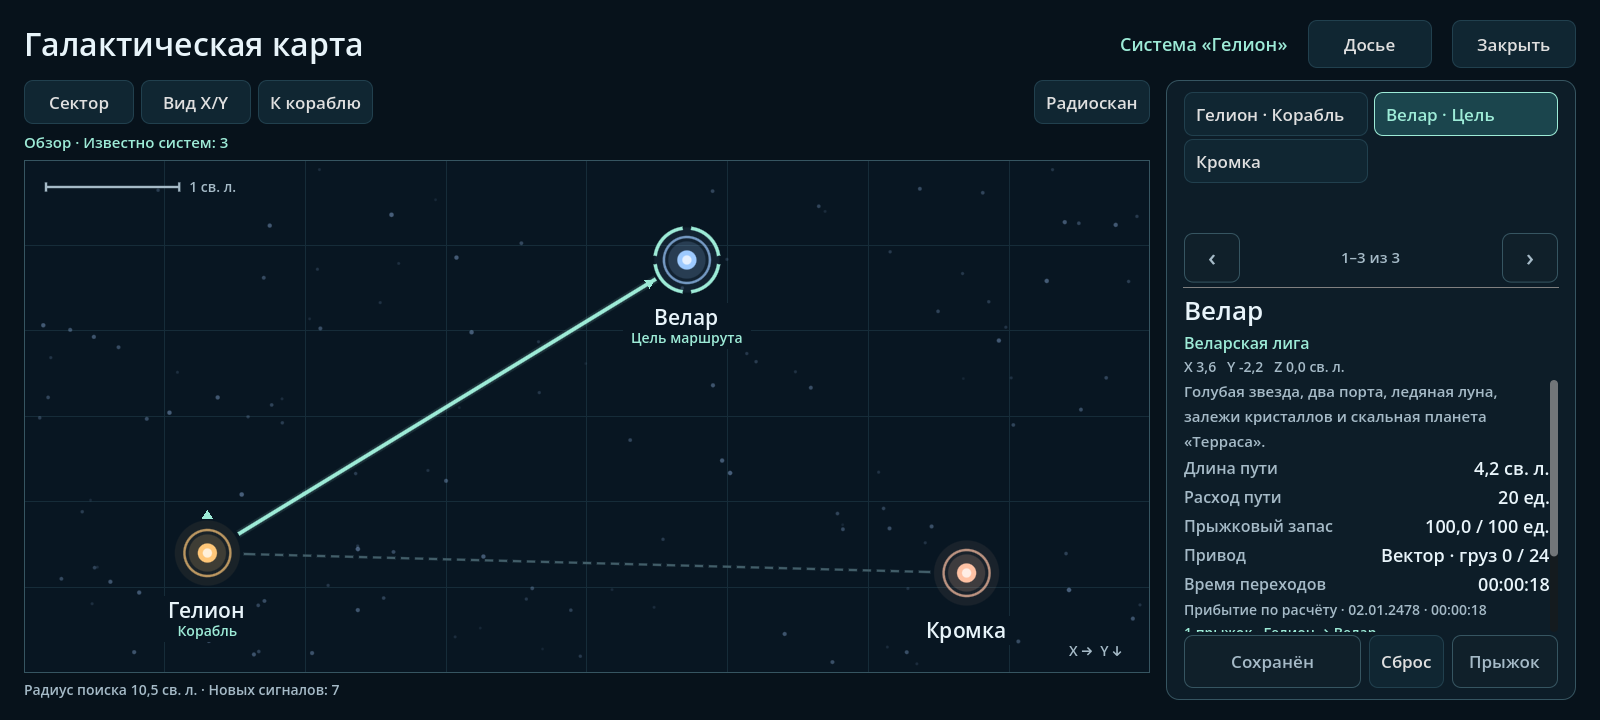 Галактическая карта
Система «Гелион»
Досье
Закрыть
Сектор
Вид X/Y
К кораблю
Радиоскан
Обзор · Известно систем: 3
1 св. л.
Велар
Цель маршрута
Гелион
Корабль
Кромка
X → Y ↓
Радиус поиска 10,5 св. л. · Новых сигналов: 7
Гелион · Корабль
Велар · Цель
Кромка
‹
1–3 из 3
›
Велар
Веларская лига
X 3,6 Y -2,2 Z 0,0 св. л.
Голубая звезда, два порта, ледяная луна,
залежи кристаллов и скальная планета
«Терраса».
Длина пути 4,2 св. л.
Расход пути 20 ед.
Прыжковый запас 100,0 / 100 ед.
Привод Вектор · груз 0 / 24
Время переходов 00:00:18
Прибытие по расчёту · 02.01.2478 · 00:00:18
1 прыжок · Гелион → Велар
Сохранён
Сброс
Прыжок